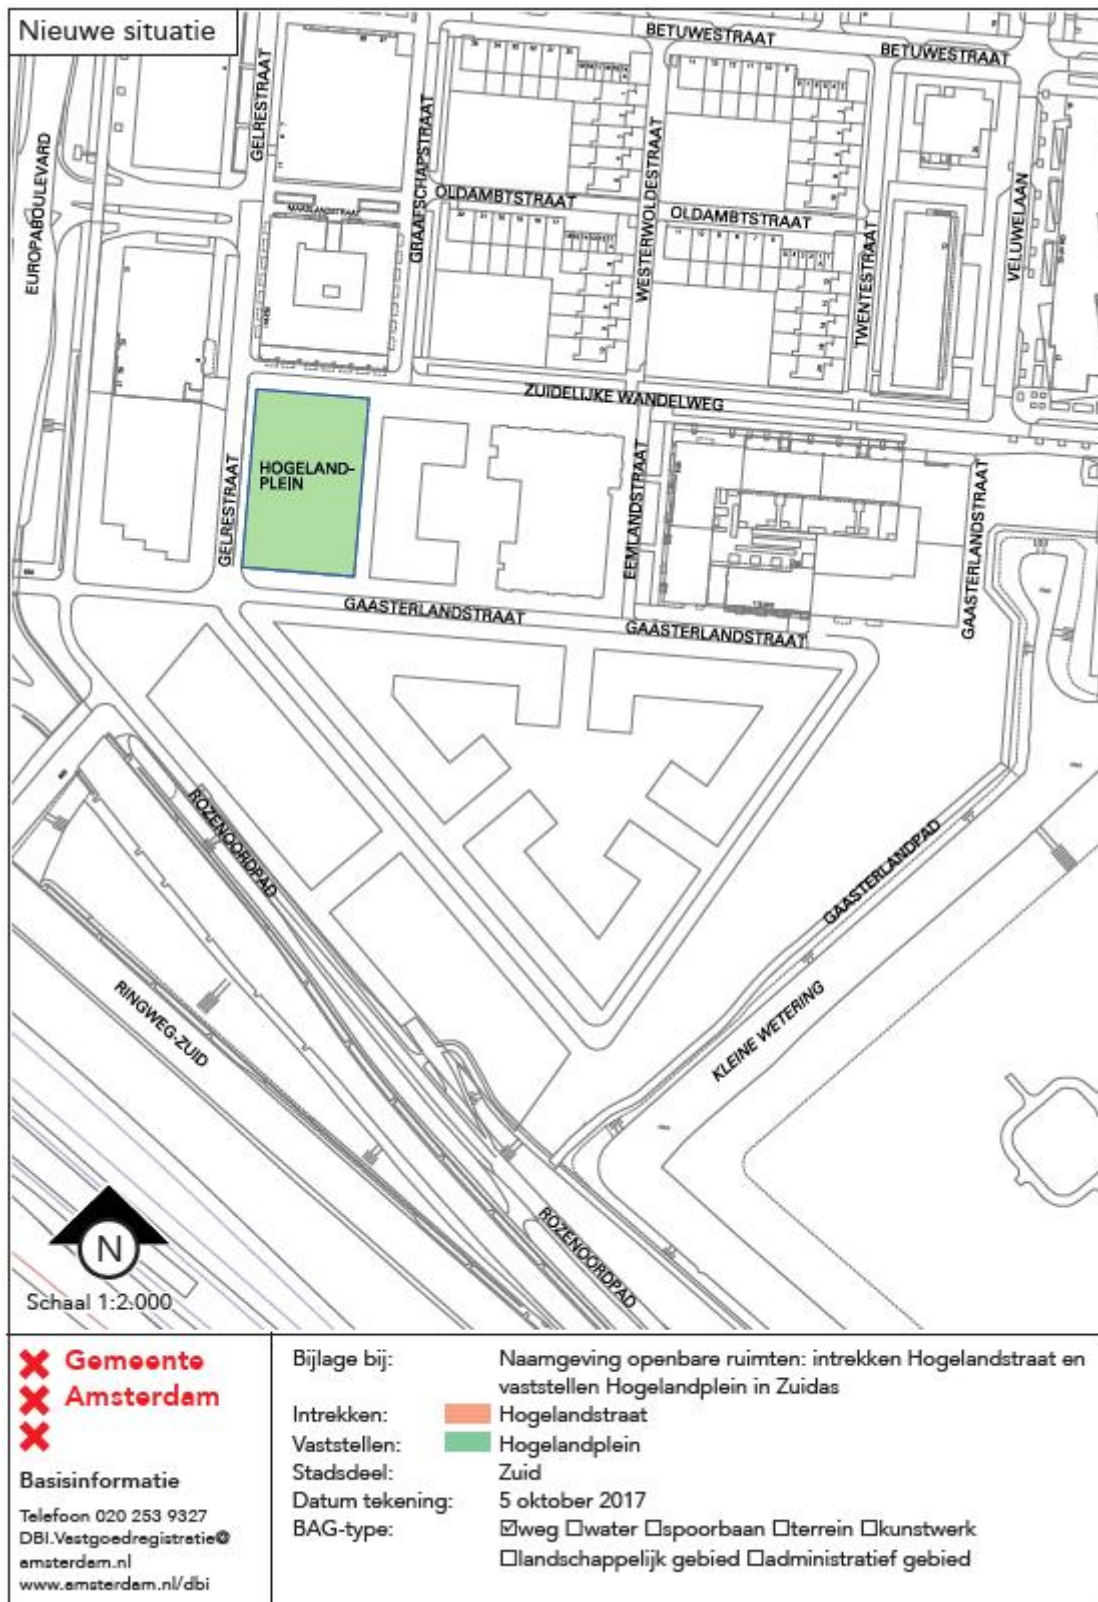 Nieuwe situatie
BETUWESTRAAT
BETUWESTRAAT
GELRESTRAAT
GRAAFSCHAPSTRAAT
EUROPABOULEVARD
MARSLANDSTRAAT
OLDAMBTSTRAAT
OLDAMBTSTRAAT
WESTERWOLDESTRAAT
TWENTESTRAAT
VELUWELAAN
ZUIDELIJKE WANDELWEG
HOGELAND-
PLEIN
GELRESTRAAT
EEMLANDSTRAAT
GAASTERLANDSTRAAT
GAASTERLANDSTRAAT
GAASTERLANDSTRAAT
ROZENOORDPAD
GAASTERLANDPAD
KLEINE WETERING
RINGWEG-ZUID
ROZENOORDPAD
N
Schaal 1:2.000
Gemeente
Amsterdam
Basisinformatie
Telefoon 020 253 9327
DBI.Vastgoedregistratie@
amsterdam.nl
www.amsterdam.nl/dbi
Bijlage bij: Naamgeving openbare ruimten: intrekken Hogelandstraat en
vaststellen Hogelandplein in Zuidas
Intrekken: Hogelandstraat
Vaststellen: Hogelandplein
Stadsdeel: Zuid
Datum tekening: 5 oktober 2017
BAG-type: ☑weg ☐water ☐spoorbaan ☐terrein ☐kunstwerk
☐landschappelijk gebied ☐administratief gebied